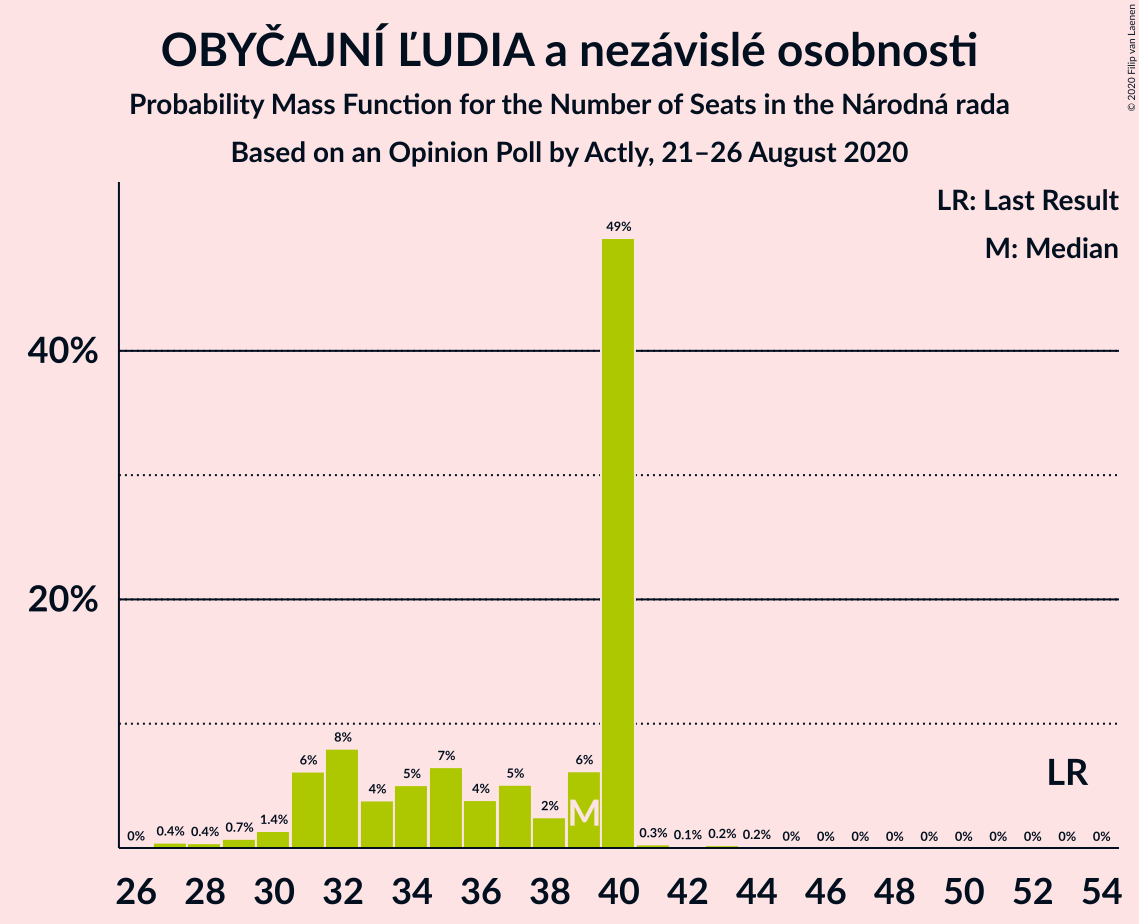 OBYČAJNÍ ĽUDIA a nezávislé osobnosti
Probability Mass Function for the Number of Seats in the Národná rada
Based on an Opinion Poll by Actly, 21–26 August 2020
© 2020 Filip van Laenen
LR: Last Result
M: Median
49%
40%
20%
0% 0.4% 0.4% 0.7% 1.4% 6% 8% 4% 5% 7% 4% 5% 2% 6% 0.3% 0.1% 0.2% 0.2% 0% 0% 0% 0% 0% 0% 0% 0% 0% 0%
LR
M
26 28 30 32 34 36 38 40 42 44 46 48 50 52 54